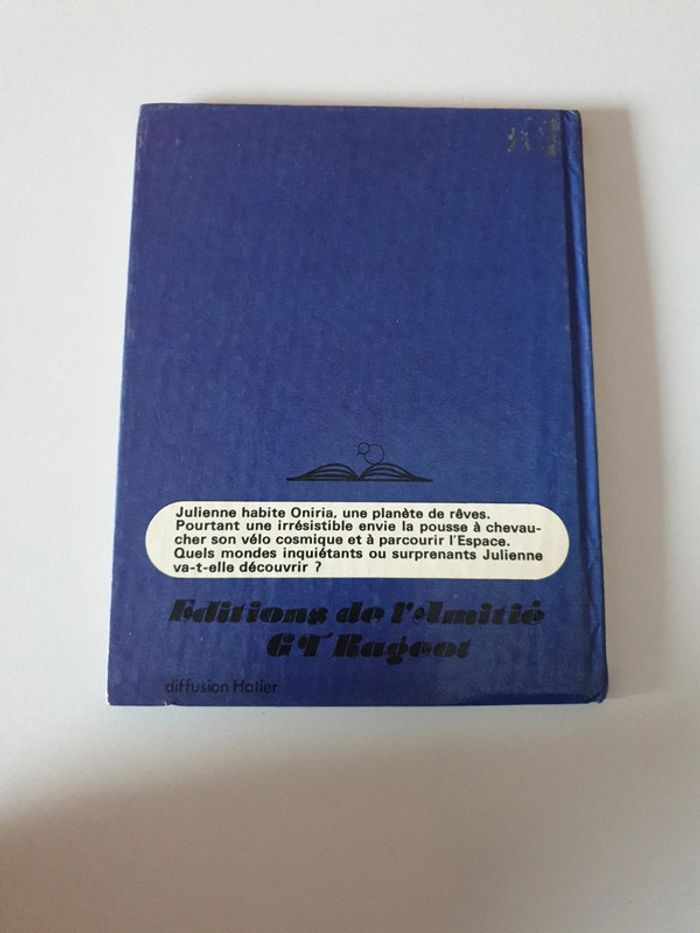 Julienne habite Oniria, une planète de rêves.
Pourtant une irrésistible envie la pousse à chevau-
cher son vélo cosmique et à parcourir l'Espace.
Quels mondes inquiétants ou surprenants Julienne
va-t-elle découvrir ?
Editions de l'Amitié
GT Rageot
diffusion Hatier